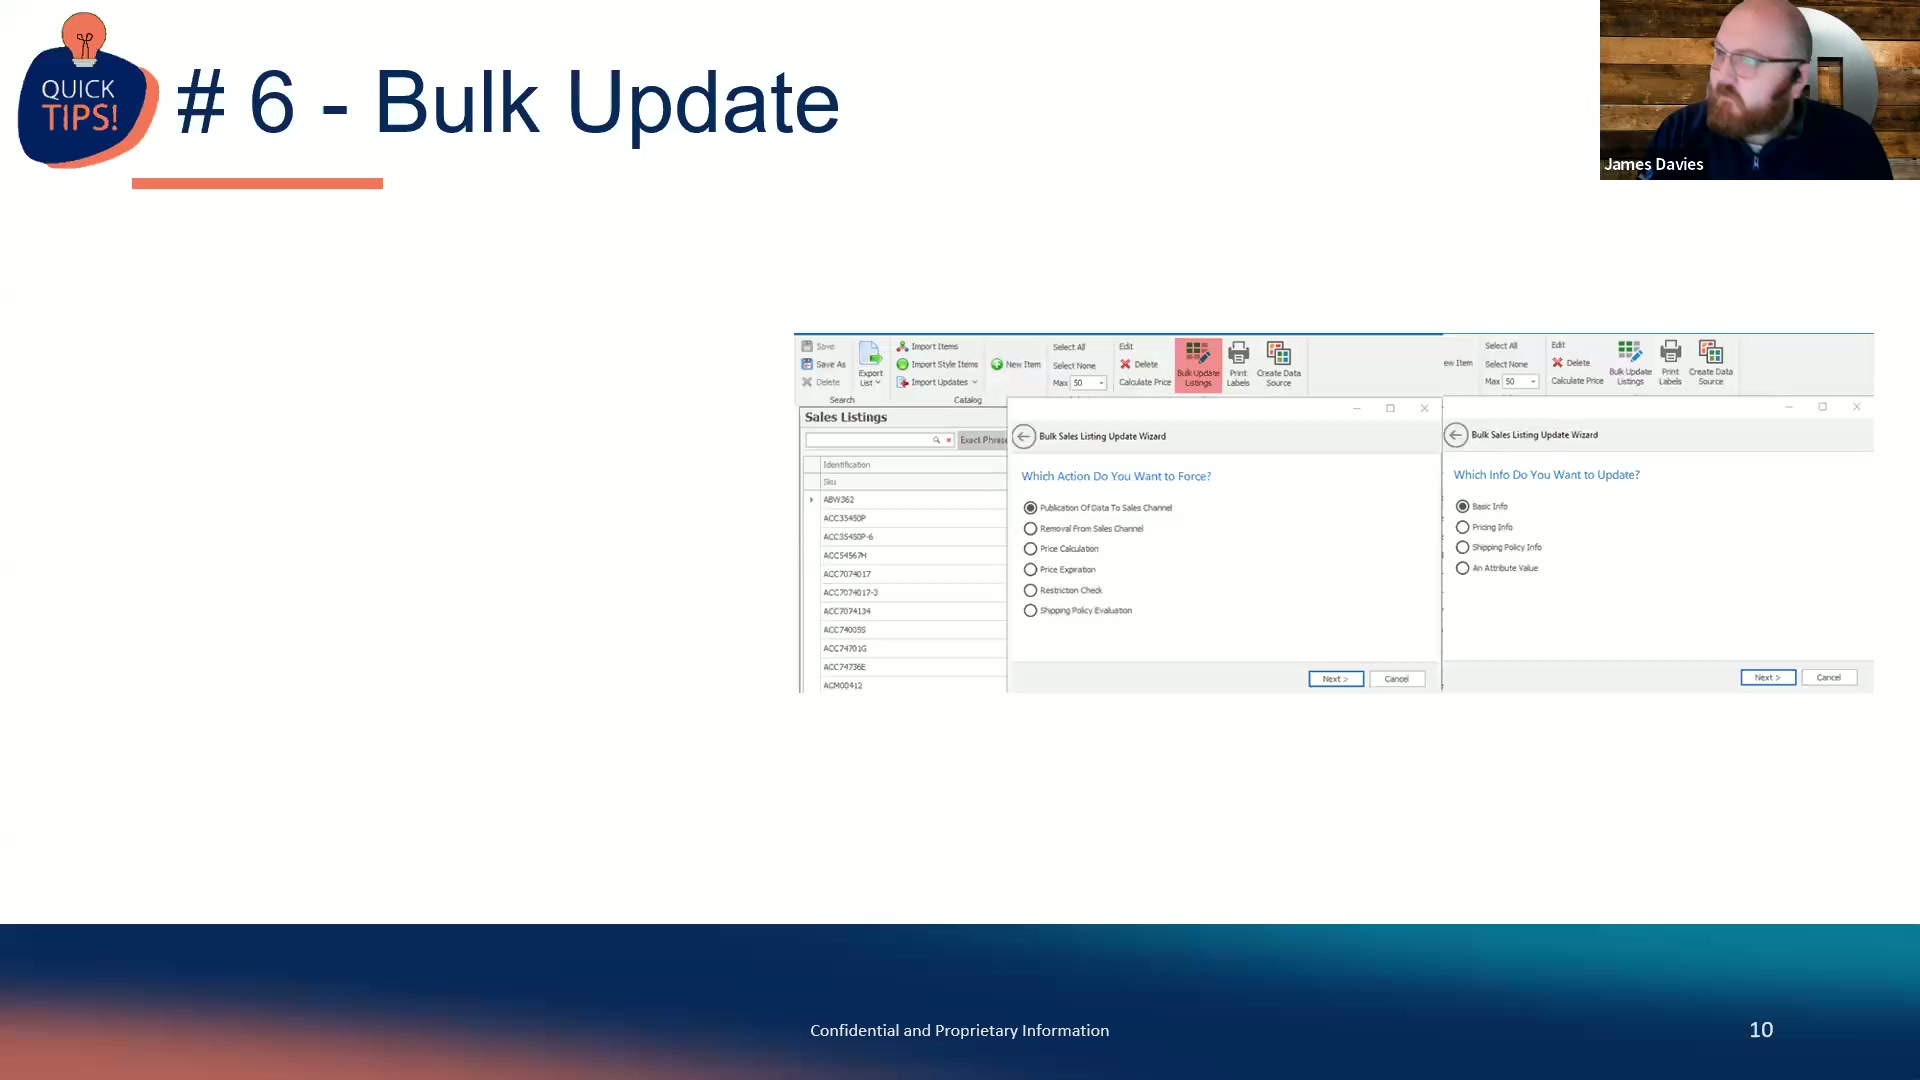 QUICK
TIPS!
# 6 - Bulk Update
James Davies
Save
Save As
Delete
Search
Export
List
Import Items
Import Style Items
Import Updates
Catalog
New Item
Select All
Select None
Max 50
Edit
Delete
Calculate Price
Bulk Update
Listings
Print
Labels
Create Data
Source
ew Item
Select All
Select None
Max 50
Edit
Delete
Calculate Price
Bulk Update
Listings
Print
Labels
Create Data
Source
Sales Listings
Exact Phrase
Identification
Sku
ABW362
ACC35450P
ACC35450P-6
ACC54567H
ACC7074017
ACC7074017-3
ACC7074134
ACC74005S
ACC74701G
ACC74736E
ACM00412
Bulk Sales Listing Update Wizard
Which Action Do You Want to Force?
Publication Of Data To Sales Channel
Removal From Sales Channel
Price Calculation
Price Expiration
Restriction Check
Shipping Policy Evaluation
Next >
Cancel
Bulk Sales Listing Update Wizard
Which Info Do You Want to Update?
Basic Info
Pricing Info
Shipping Policy Info
An Attribute Value
Next >
Cancel
Confidential and Proprietary Information
10